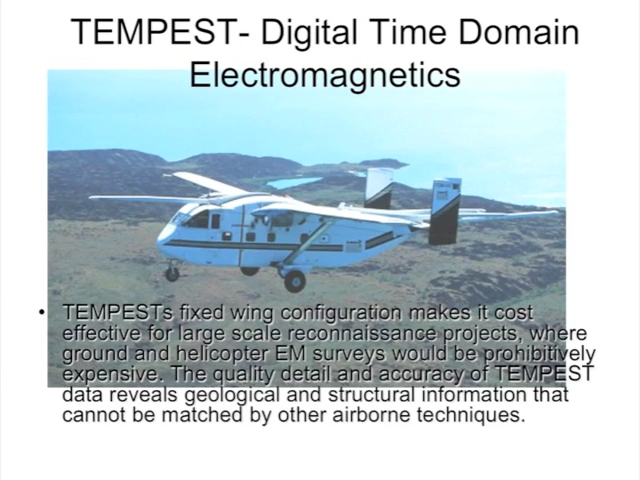 TEMPEST- Digital Time Domain
Electromagnetics
• TEMPESTs fixed wing configuration makes it cost
effective for large scale reconnaissance projects, where
ground and helicopter EM surveys would be prohibitively
expensive. The quality detail and accuracy of TEMPEST
data reveals geological and structural information that
cannot be matched by other airborne techniques.